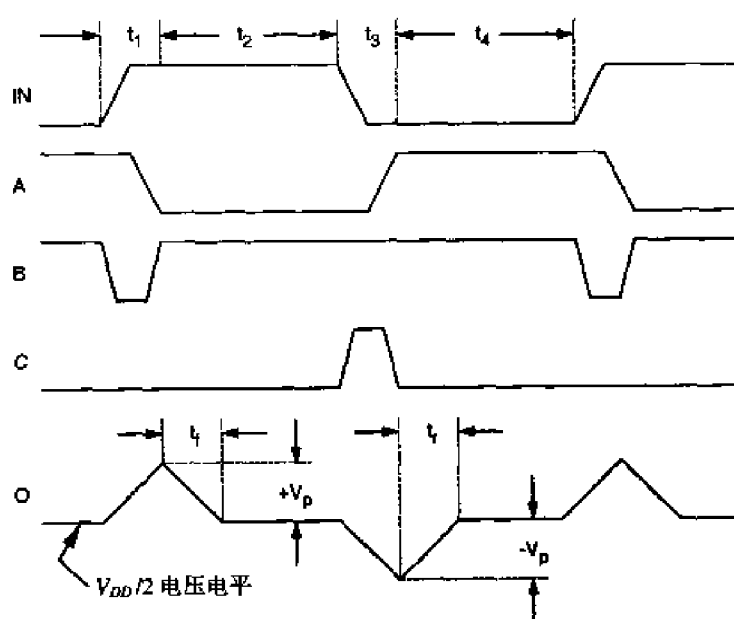 t1 t2 t3 t4
IN
A
B
C
tf tr
+Vp
O
-Vp
VDD/2 电压电平